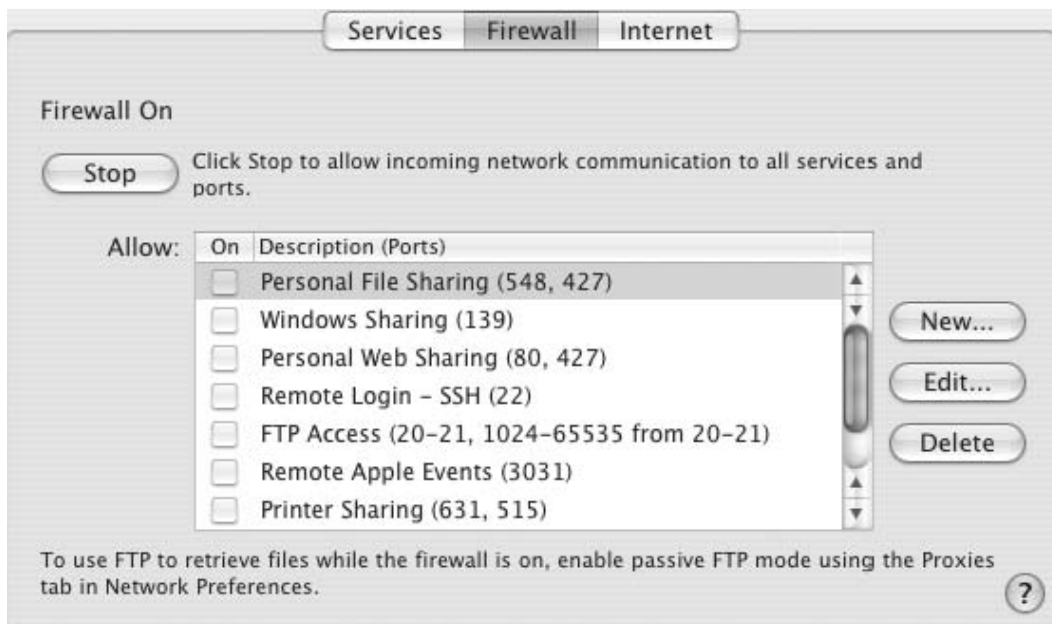 Services Firewall Internet
Firewall On
Stop
Click Stop to allow incoming network communication to all services and
ports.
Allow:
On Description (Ports)
Personal File Sharing (548, 427)
Windows Sharing (139)
Personal Web Sharing (80, 427)
Remote Login – SSH (22)
FTP Access (20–21, 1024–65535 from 20–21)
Remote Apple Events (3031)
Printer Sharing (631, 515)
New...
Edit...
Delete
To use FTP to retrieve files while the firewall is on, enable passive FTP mode using the Proxies
tab in Network Preferences.
?